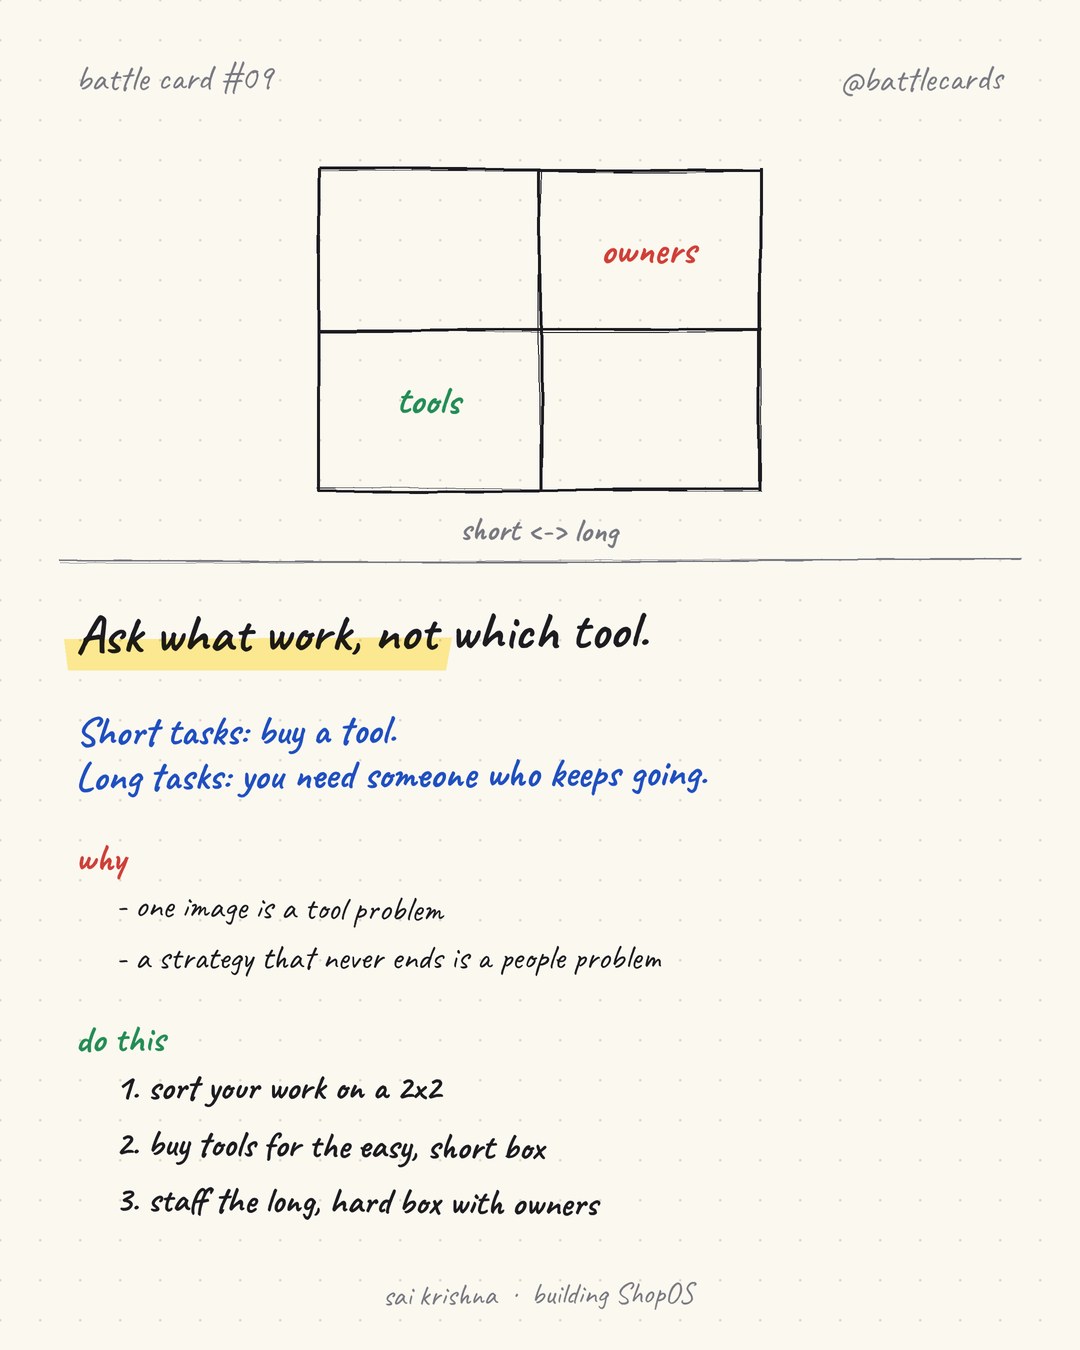 battle card #09
@battlecards
owners
tools
short <-> long
Ask what work, not which tool.
Short tasks: buy a tool.
Long tasks: you need someone who keeps going.
why
- one image is a tool problem
- a strategy that never ends is a people problem
do this
1. sort your work on a 2x2
2. buy tools for the easy, short box
3. staff the long, hard box with owners
sai krishna · building ShopOS